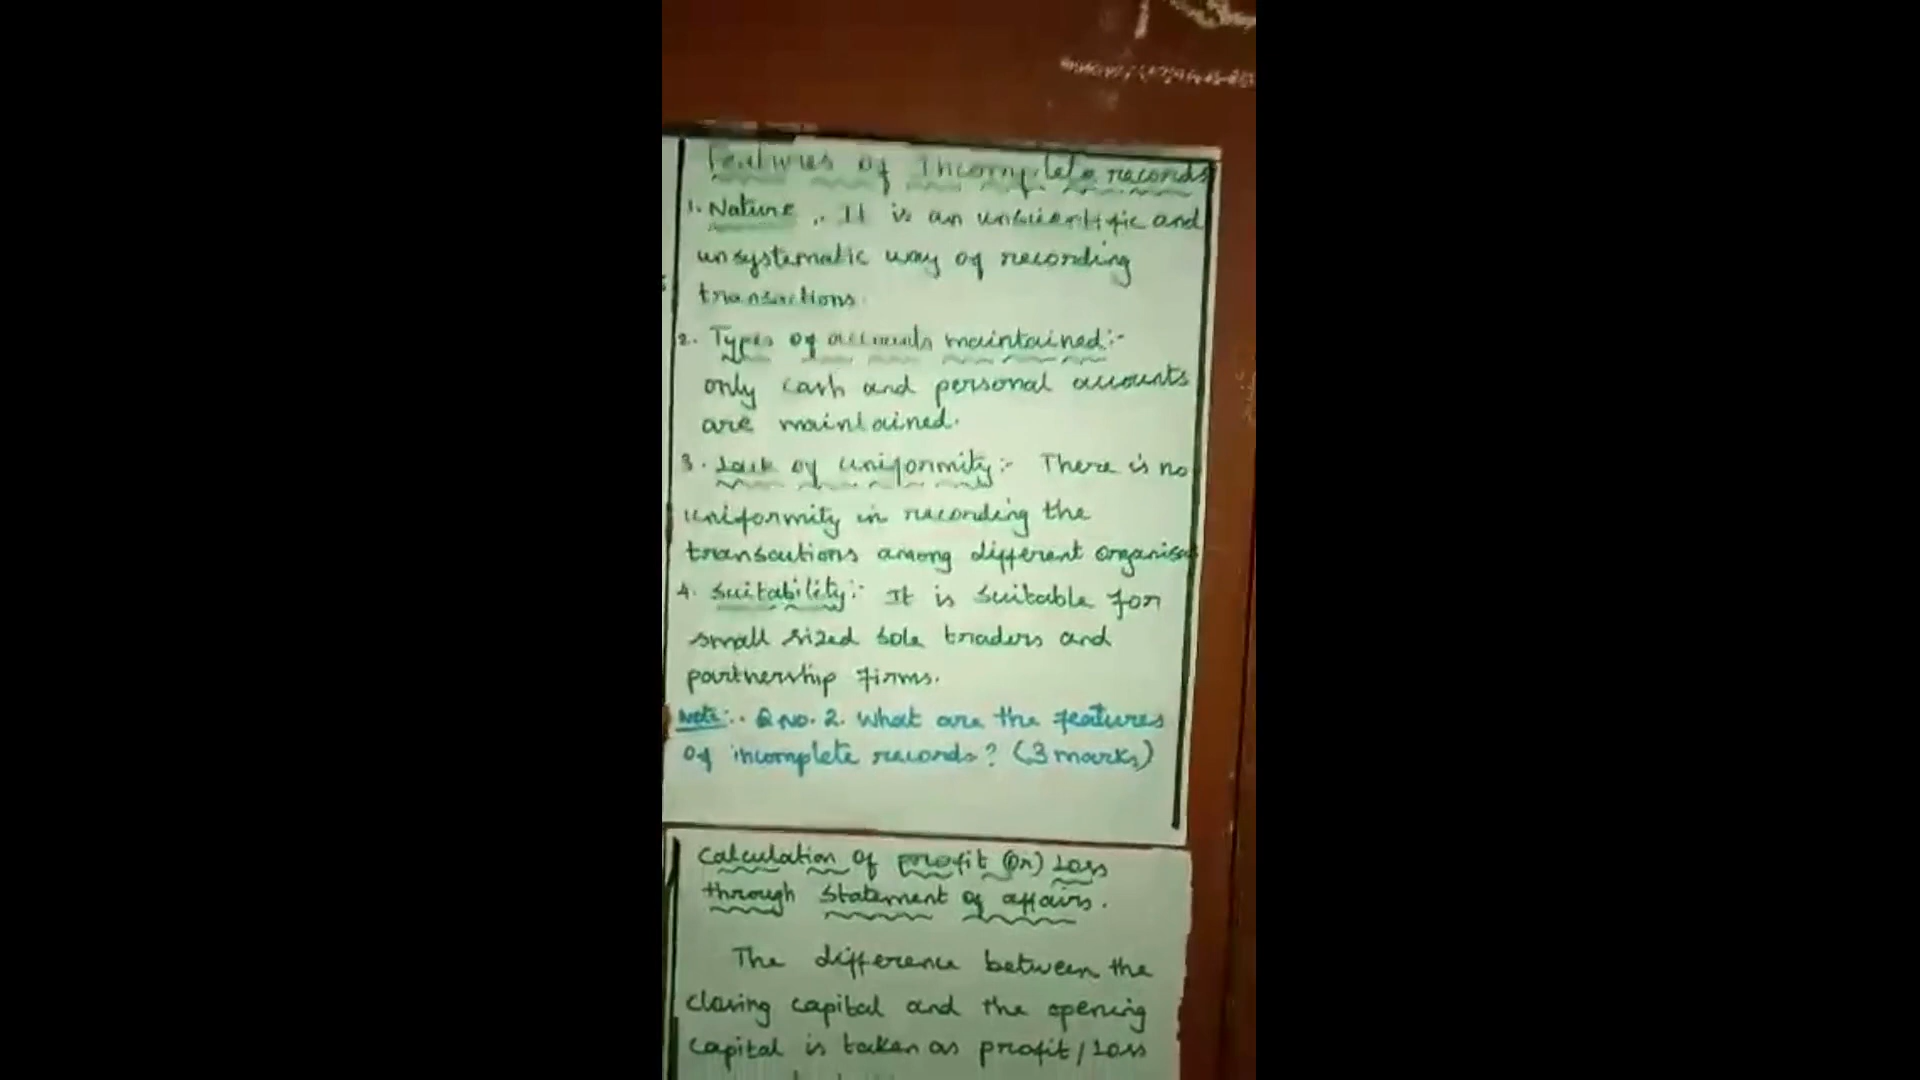 Features of Incomplete records
1. Nature :- It is an unscientific and
unsystematic way of recording
transactions.
2. Types of accounts maintained:-
only cash and personal accounts
are maintained.
3. Lack of uniformity:- There is no
uniformity in recording the
transactions among different organisa
4. Suitability:- It is suitable for
small sized sole traders and
partnership firms.
Note:- Q no. 2. What are the features
of incomplete records? (3 marks)
Calculation of profit (or) Loss
through statement of affairs.
The difference between the
closing capital and the opening
capital is taken as profit/Loss